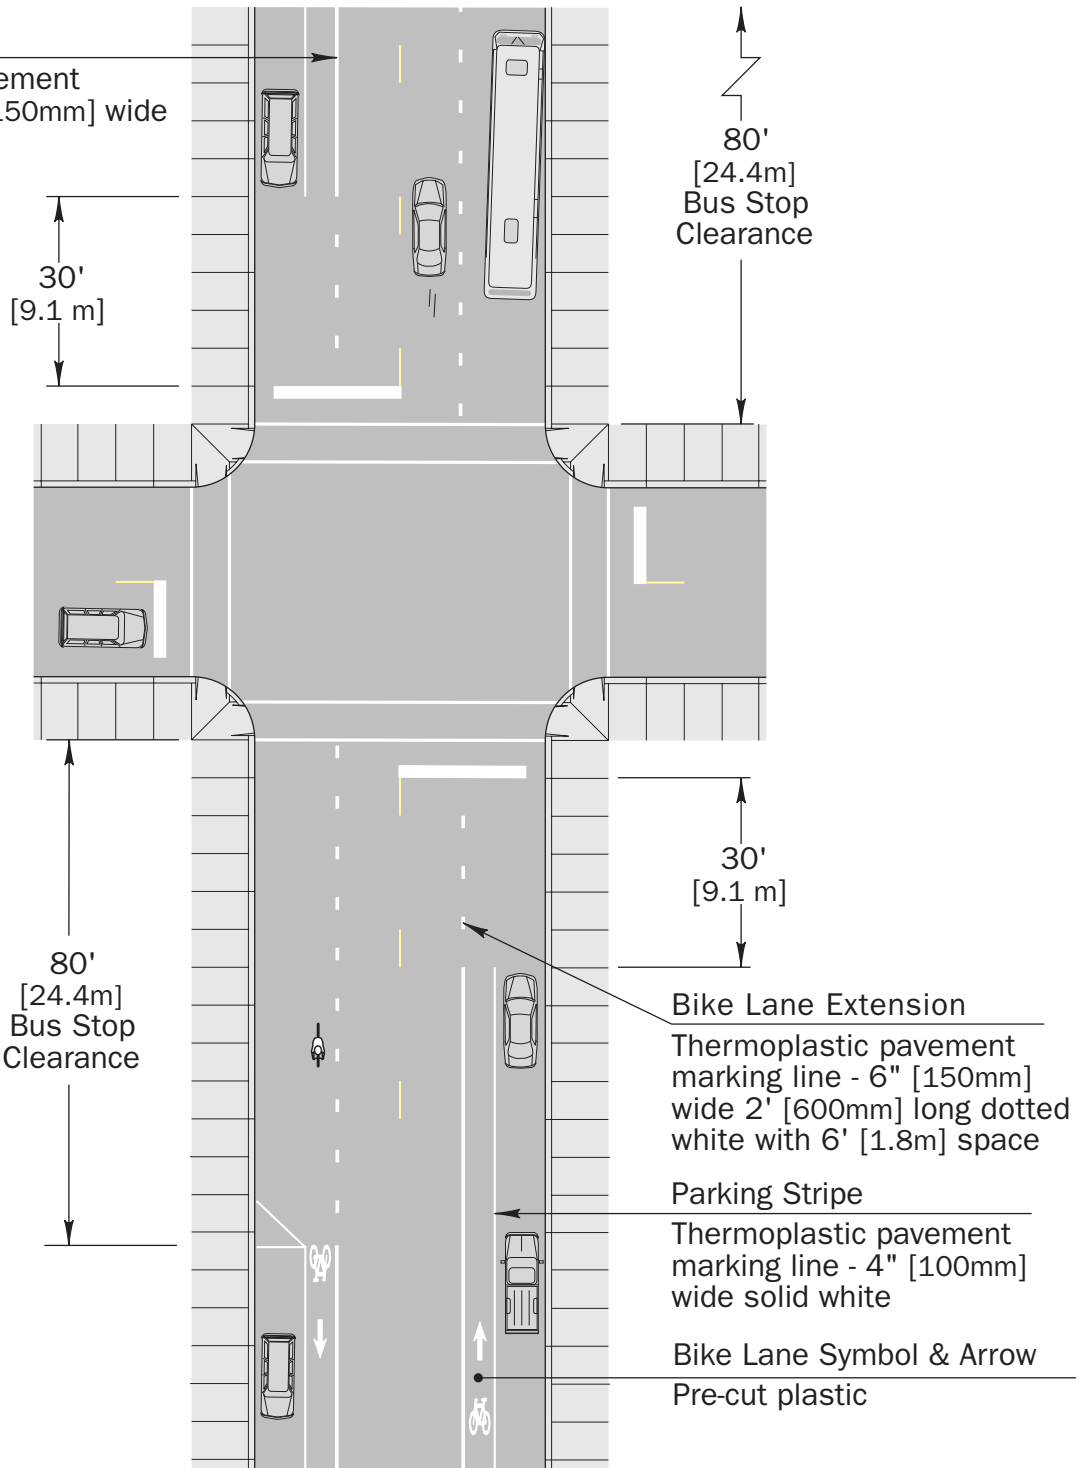 ement
150mm] wide
80'
[24.4m]
Bus Stop
Clearance
30'
[9.1 m]
30'
[9.1 m]
80'
[24.4m]
Bus Stop
Clearance
Bike Lane Extension
Thermoplastic pavement
marking line - 6" [150mm]
wide 2' [600mm] long dotted
white with 6' [1.8m] space
Parking Stripe
Thermoplastic pavement
marking line - 4" [100mm]
wide solid white
Bike Lane Symbol & Arrow
Pre-cut plastic